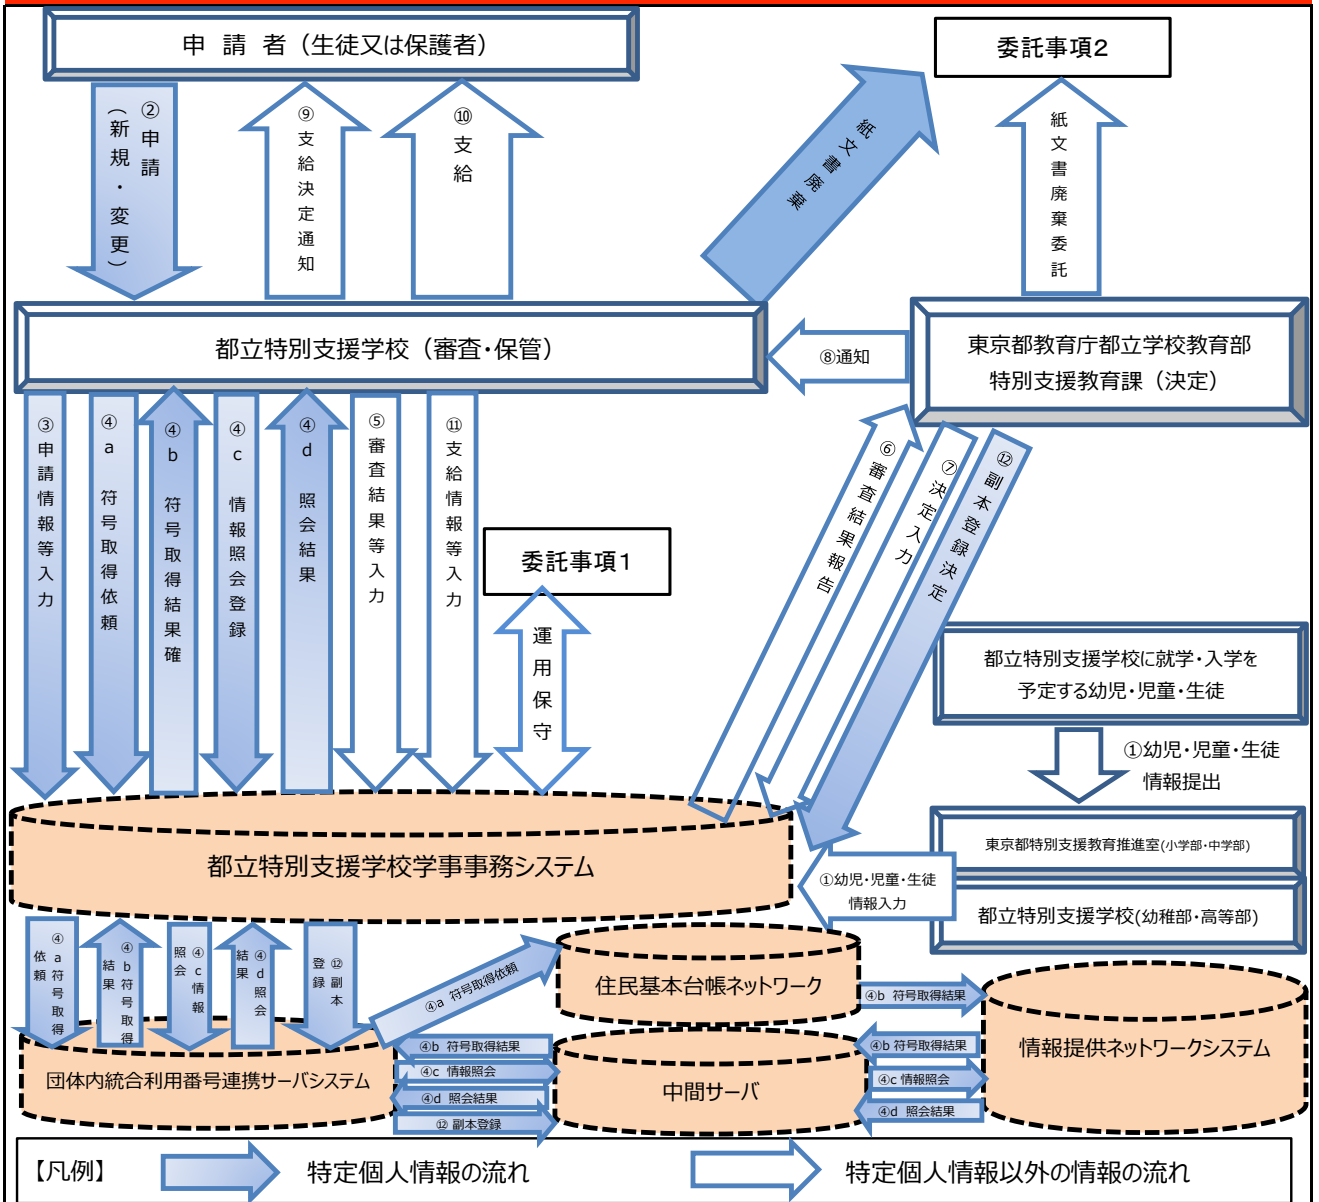 申 請 者（生徒又は保護者）
委託事項2
②申請
（新規・変更）
⑨支給決定通知
⑩支給
紙文書廃棄
紙文書廃棄委託
都立特別支援学校（審査・保管）
⑧通知
東京都教育庁都立学校教育部
特別支援教育課（決定）
③申請情報等入力
④a 符号取得依頼
④b 符号取得結果確
④c 情報照会登録
④d 照会結果
⑤審査結果等入力
⑪支給情報等入力
委託事項1
運用保守
⑥審査結果報告
⑦決定入力
⑫副本登録決定
都立特別支援学校に就学・入学を
予定する幼児・児童・生徒
①幼児・児童・生徒
情報提出
東京都特別支援教育推進室(小学部・中学部)
都立特別支援学校(幼稚部・高等部)
①幼児・児童・生徒
情報入力
都立特別支援学校学事事務システム
④a符号取得
依頼
④b符号取得
結果
④c情報
照会
④d照会
結果
⑫副本
登録
④a 符号取得依頼
住民基本台帳ネットワーク
④b 符号取得結果
情報提供ネットワークシステム
団体内統合利用番号連携サーバシステム
④b 符号取得結果
④c 情報照会
④d 照会結果
⑫ 副本登録
中間サーバ
④b 符号取得結果
④c 情報照会
④d 照会結果
【凡例】
特定個人情報の流れ
特定個人情報以外の情報の流れ